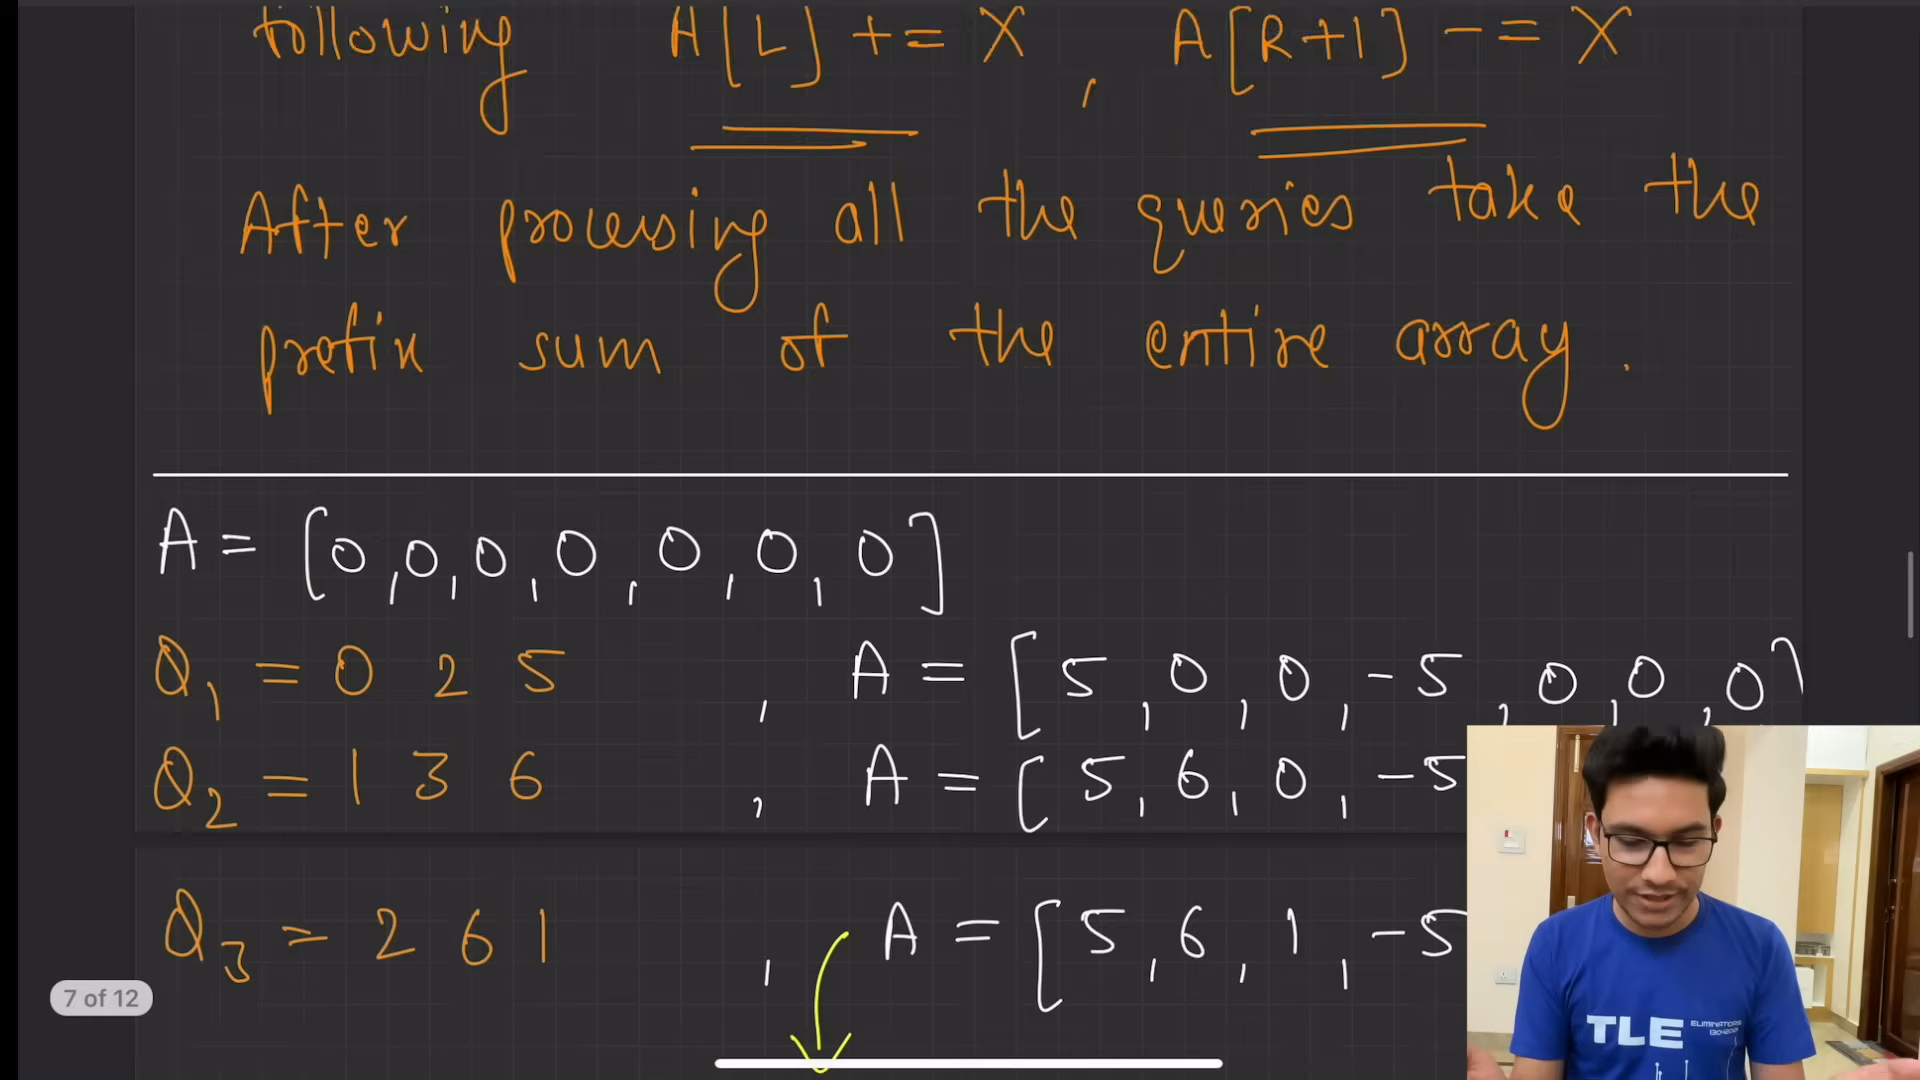 following A[L] += X , A[R+1] -= X
After processing all the queries take the
prefix sum of the entire array.
A = [0,0,0,0,0,0,0]
Q1 = 0 2 5 , A = [5,0,0,-5,0,0,0]
Q2 = 1 3 6 , A = [5,6,0,-5
Q3 = 2 6 1 , A = [5,6,1,-5
7 of 12
TLE